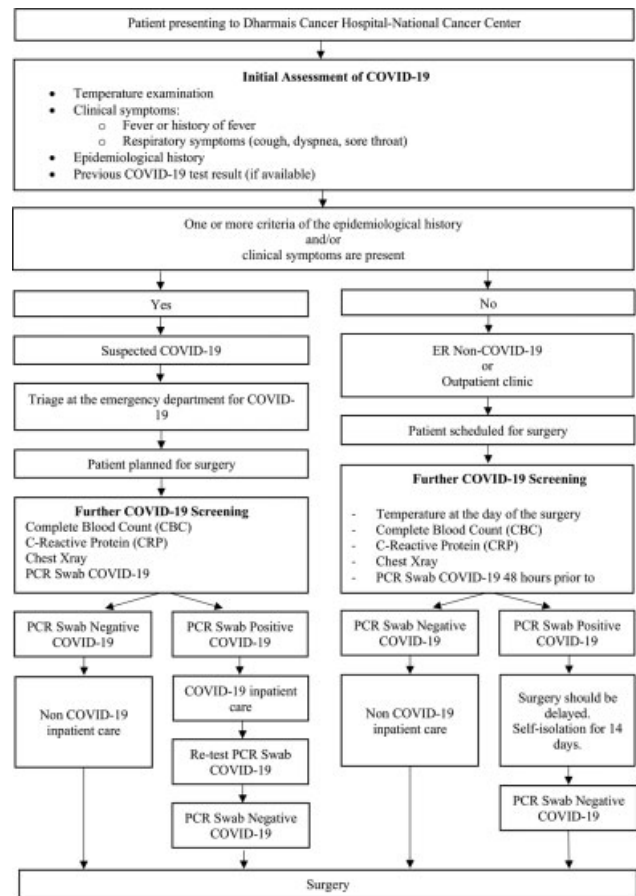 Patient presenting to Dharmais Cancer Hospital-National Cancer Center
Initial Assessment of COVID-19
• Temperature examination
• Clinical symptoms:
o Fever or history of fever
o Respiratory symptoms (cough, dyspnea, sore throat)
• Epidemiological history
• Previous COVID-19 test result (if available)
One or more criteria of the epidemiological history
and/or
clinical symptoms are present
Yes
Suspected COVID-19
Triage at the emergency department for COVID-
19
Patient planned for surgery
Further COVID-19 Screening
Complete Blood Count (CBC)
C-Reactive Protein (CRP)
Chest Xray
PCR Swab COVID-19
PCR Swab Negative
COVID-19
Non COVID-19
inpatient care
PCR Swab Positive
COVID-19
COVID-19 inpatient
care
Re-test PCR Swab
COVID-19
PCR Swab Negative
COVID-19
No
ER Non-COVID-19
or
Outpatient clinic
Patient scheduled for surgery
Further COVID-19 Screening
- Temperature at the day of the surgery
- Complete Blood Count (CBC)
- C-Reactive Protein (CRP)
- Chest Xray
- PCR Swab COVID-19 48 hours prior to
PCR Swab Negative
COVID-19
Non COVID-19
inpatient care
PCR Swab Positive
COVID-19
Surgery should be
delayed.
Self-isolation for 14
days.
PCR Swab Negative
COVID-19
Surgery